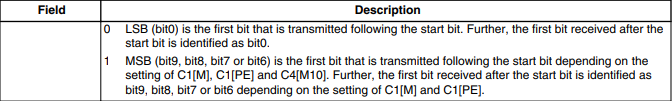 Field Description
0 LSB (bit0) is the first bit that is transmitted following the start bit. Further, the first bit received after the
start bit is identified as bit0.
1 MSB (bit9, bit8, bit7 or bit6) is the first bit that is transmitted following the start bit depending on the
setting of C1[M], C1[PE] and C4[M10]. Further, the first bit received after the start bit is identified as
bit9, bit8, bit7 or bit6 depending on the setting of C1[M] and C1[PE].